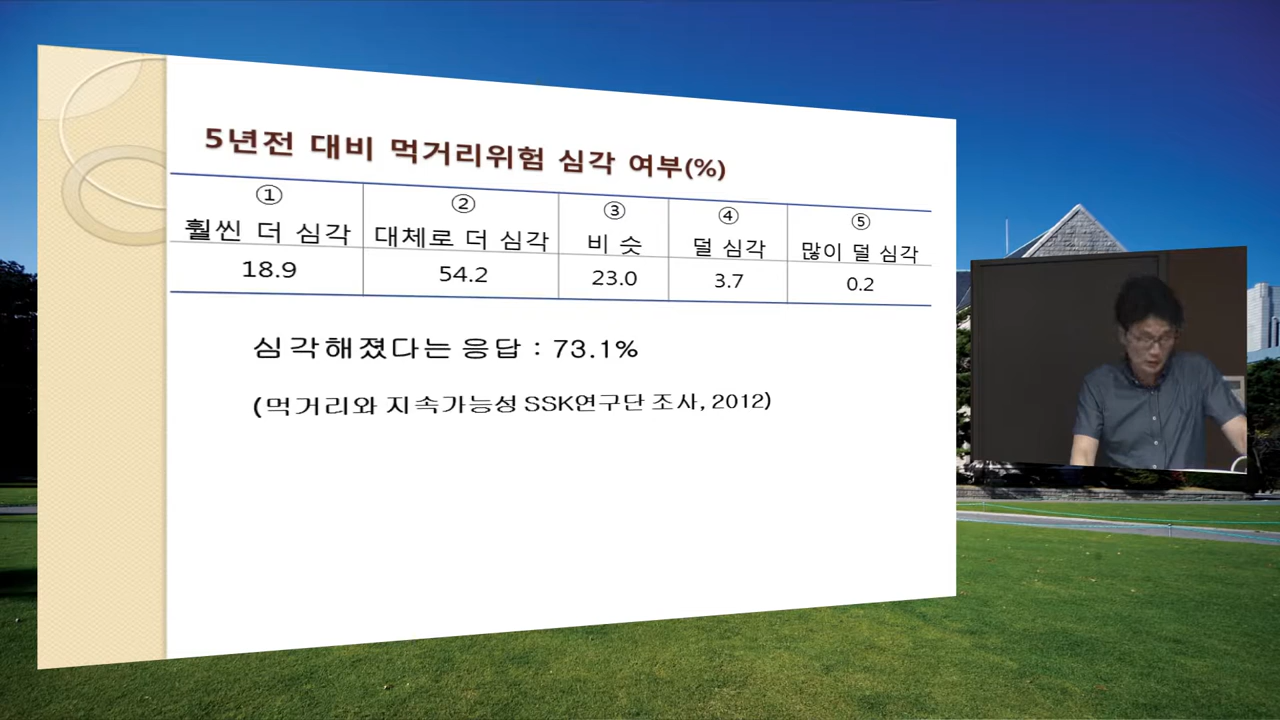 5년전 대비 먹거리위험 심각 여부(%)
① ② ③ ④ ⑤
훨씬 더 심각 대체로 더 심각 비 슷 덜 심각 많이 덜 심각
18.9 54.2 23.0 3.7 0.2
심각해졌다는 응답 : 73.1%
(먹거리와 지속가능성 SSK연구단 조사, 2012)